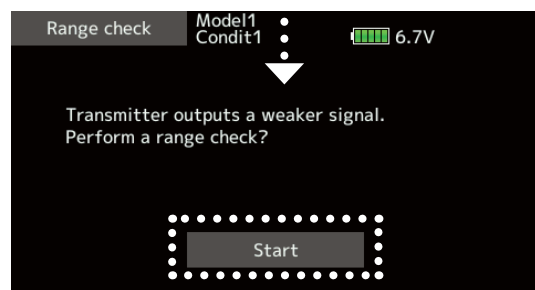 Range check
Model1
Condit1
6.7V
Transmitter outputs a weaker signal.
Perform a range check?
Start